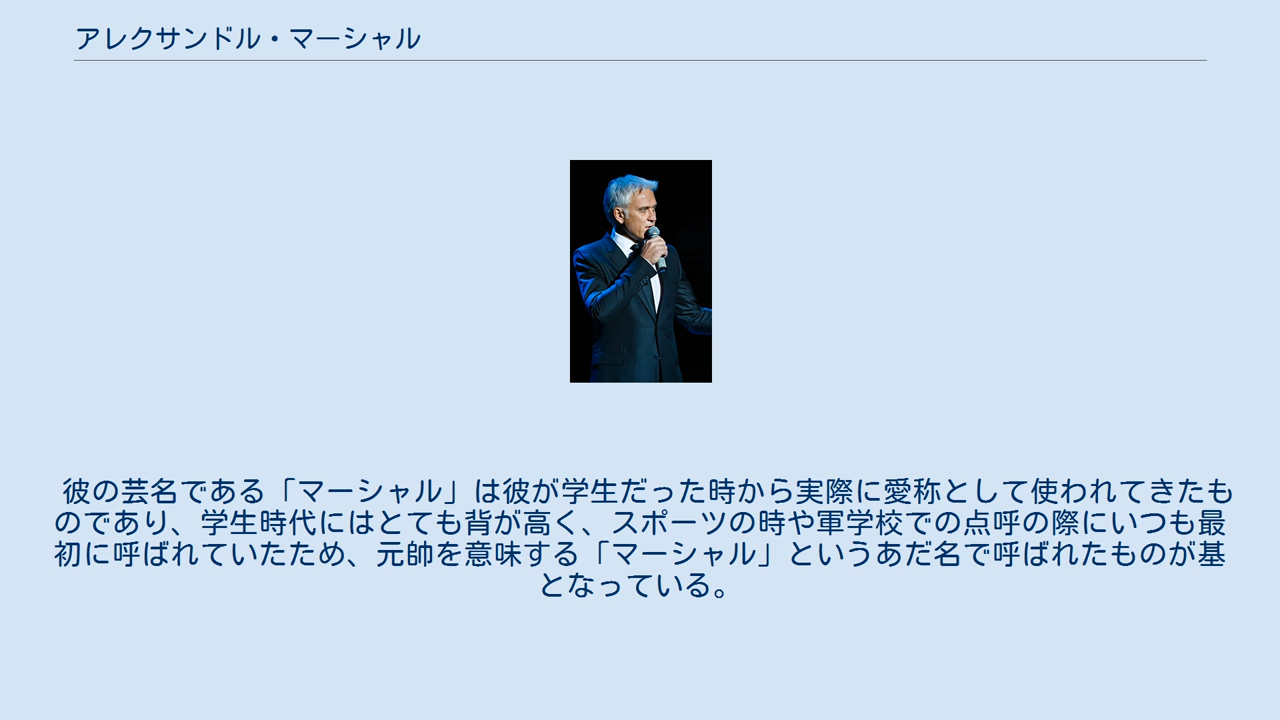 アレクサンドル・マーシャル
彼の芸名である「マーシャル」は彼が学生だった時から実際に愛称として使われてきたも
のであり、学生時代にはとても背が高く、スポーツの時や軍学校での点呼の際にいつも最
初に呼ばれていたため、元帥を意味する「マーシャル」というあだ名で呼ばれたものが基
となっている。